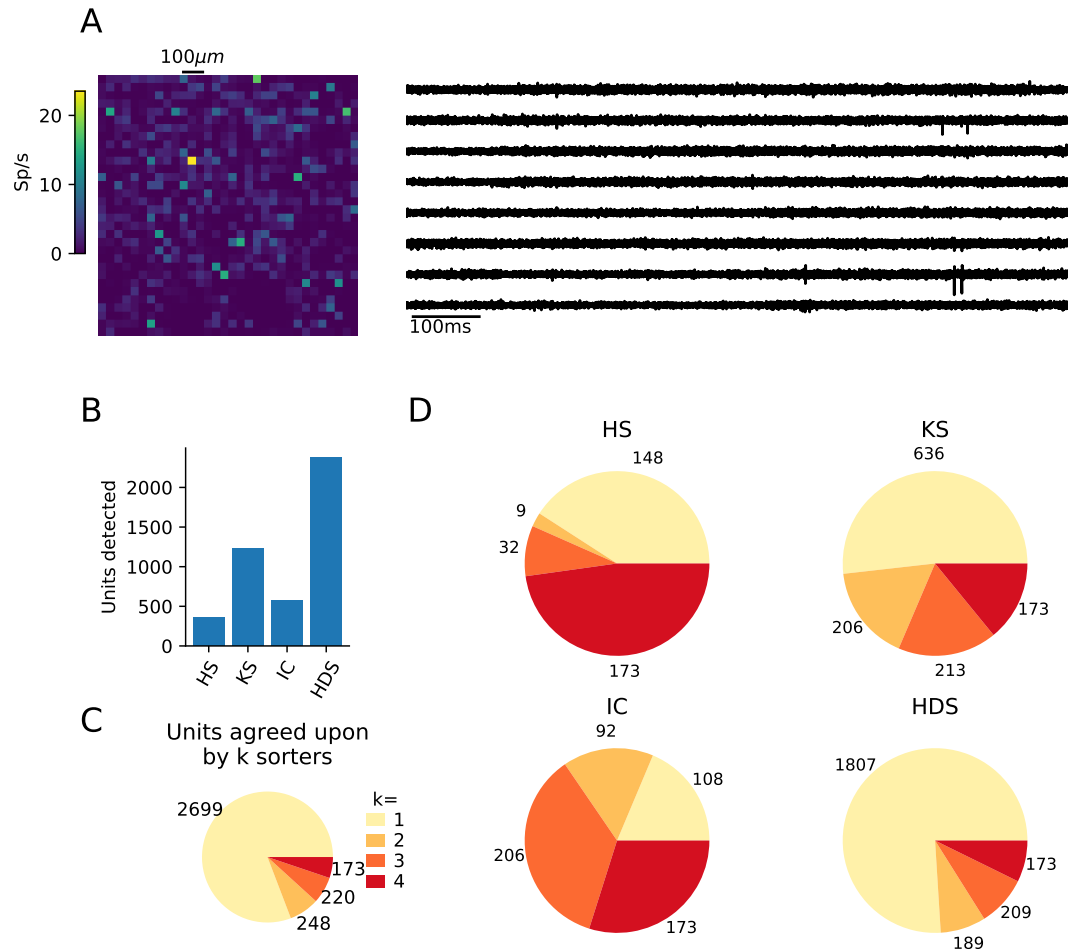 A
100μm
20
10
0
Sp/s
100ms
B
Units detected
2000
1500
1000
500
0
HS
KS
IC
HDS
C
Units agreed upon
by k sorters
2699
173
220
248
k=
1
2
3
4
D
HS
148
9
32
173
KS
636
206
213
173
IC
92
108
206
173
HDS
1807
173
209
189